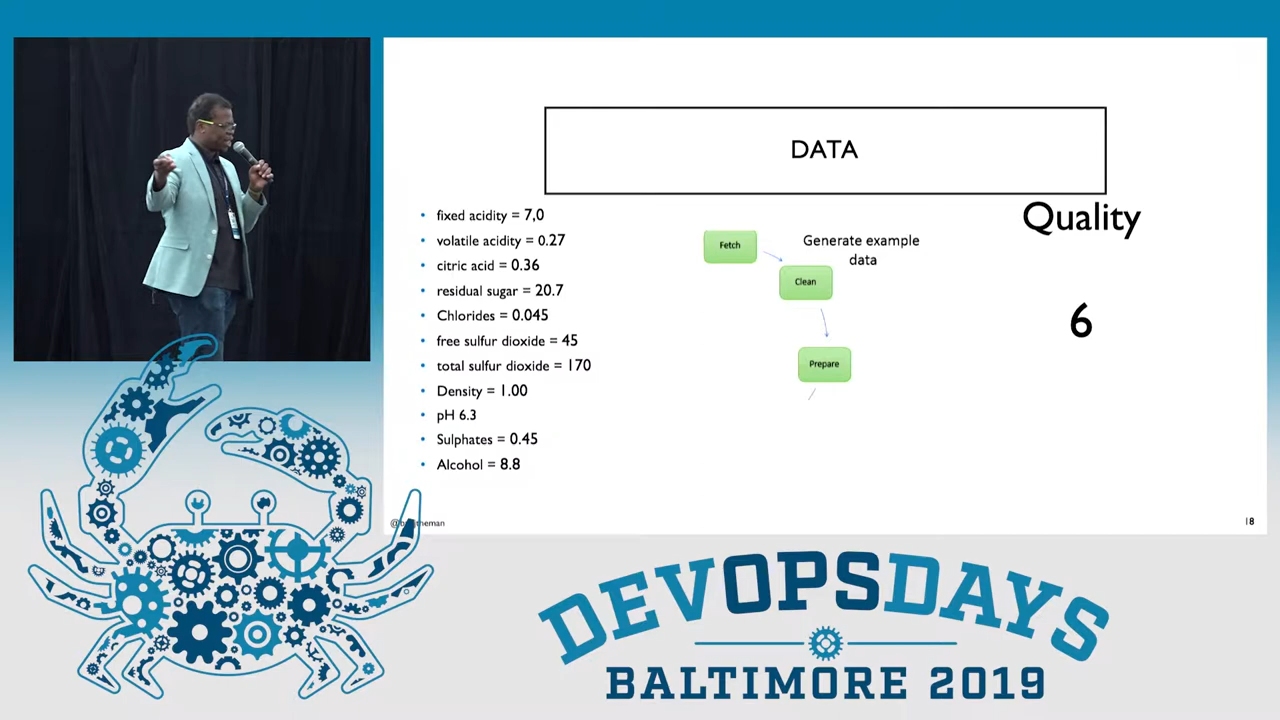 DATA
• fixed acidity = 7,0
• volatile acidity = 0.27
• citric acid = 0.36
• residual sugar = 20.7
• Chlorides = 0.045
• free sulfur dioxide = 45
• total sulfur dioxide = 170
• Density = 1.00
• pH 6.3
• Sulphates = 0.45
• Alcohol = 8.8
Fetch
Generate example
data
Clean
Prepare
Quality
6
18
DEVOPSDAYS
BALTIMORE 2019